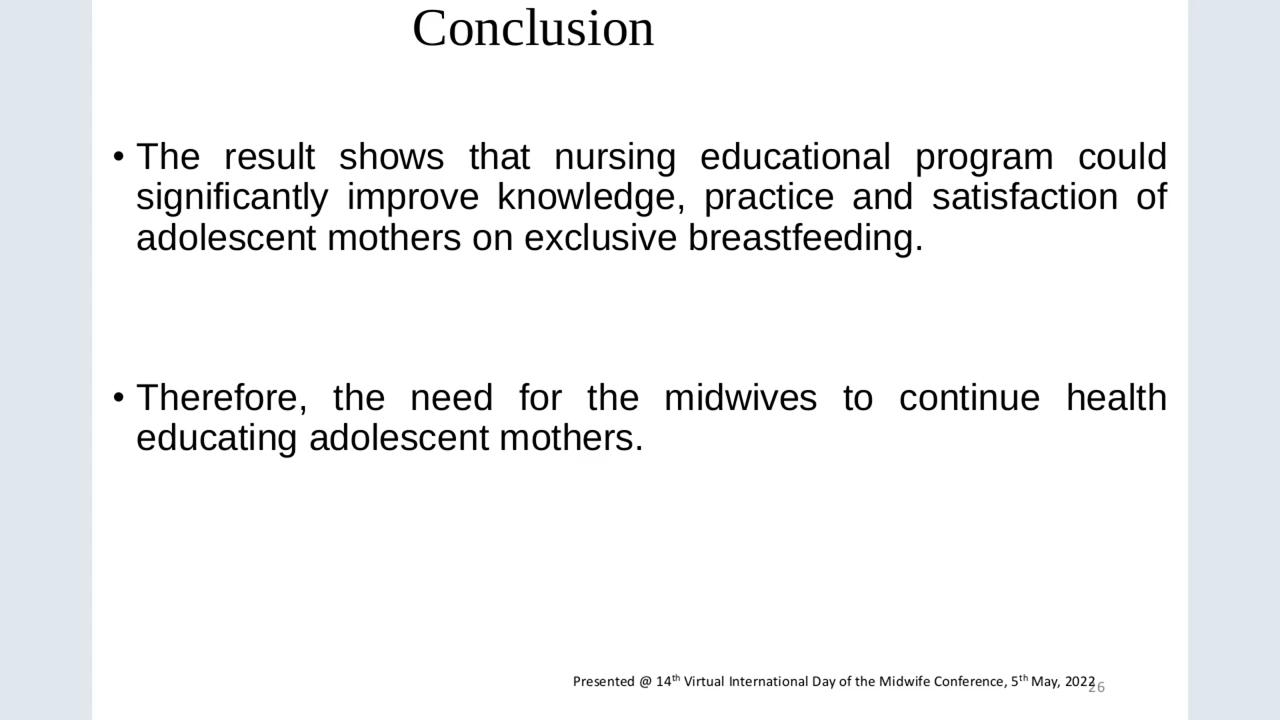 Conclusion
• The result shows that nursing educational program could
significantly improve knowledge, practice and satisfaction of
adolescent mothers on exclusive breastfeeding.
• Therefore, the need for the midwives to continue health
educating adolescent mothers.
Presented @ 14th Virtual International Day of the Midwife Conference, 5th May, 2022
26